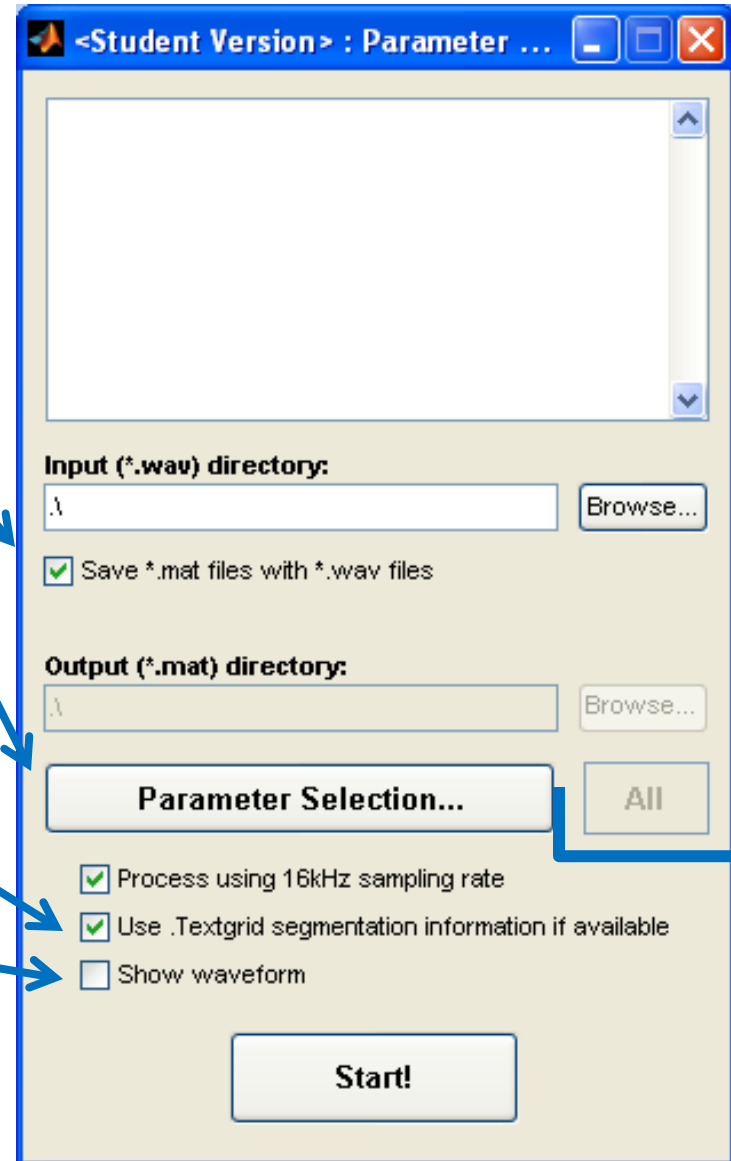 <Student Version> : Parameter ...
Input (*.wav) directory:
.\
Browse...
Save *.mat files with *.wav files
Output (*.mat) directory:
.\
Browse...
Parameter Selection...
All
Process using 16kHz sampling rate
Use .Textgrid segmentation information if available
Show waveform
Start!